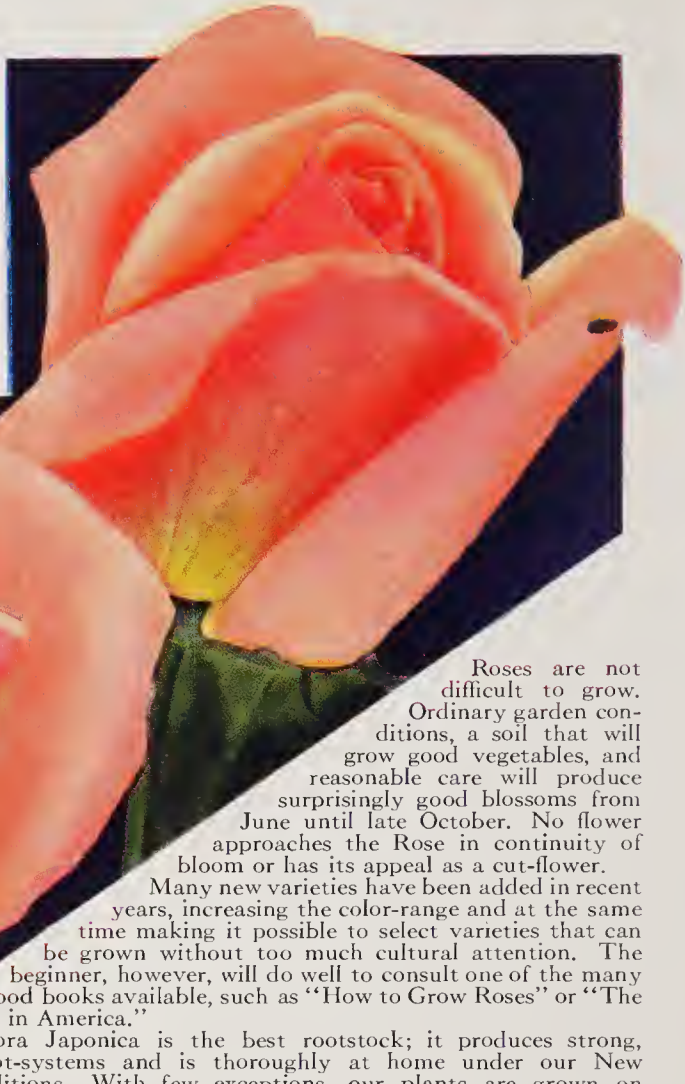 Roses are not
difficult to grow.
Ordinary garden con-
ditions, a soil that will
grow good vegetables, and
reasonable care will produce
surprisingly good blossoms from
June until late October. No flower
approaches the Rose in continuity of
bloom or has its appeal as a cut-flower.
Many new varieties have been added in recent
years, increasing the color-range and at the same
time making it possible to select varieties that can
be grown without too much cultural attention. The
beginner, however, will do well to consult one of the many
ood books available, such as “How to Grow Roses” or “The
in America.”
ora Japonica is the best rootstock; it produces strong,
ot-systems and is thoroughly at home under our New
ditions. With few exceptions, our plants are grown on